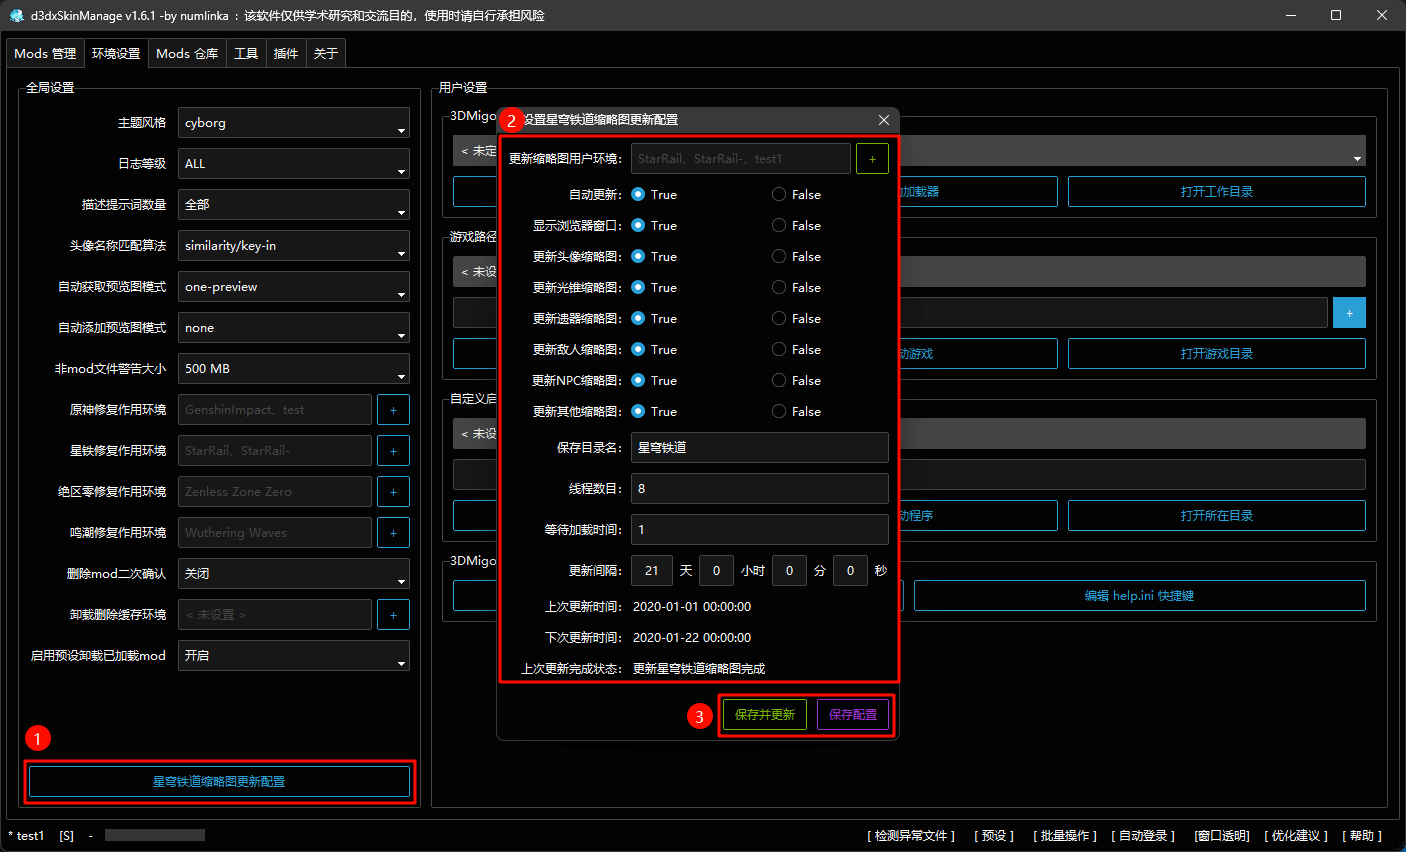 d3dxSkinManage v1.6.1 -by numlinka ：该软件仅供学术研究和交流目的，使用时请自行承担风险
Mods 管理 环境设置 Mods 仓库 工具 插件 关于
全局设置
主题风格 cyborg
日志等级 ALL
描述提示词数量 全部
头像名称匹配算法 similarity/key-in
自动获取预览图模式 one-preview
自动添加预览图模式 none
非mod文件警告大小 500 MB
原神修复作用环境 GenshinImpact、test +
星铁修复作用环境 StarRail、StarRail- +
绝区零修复作用环境 Zenless Zone Zero +
鸣潮修复作用环境 Wuthering Waves +
删除mod二次确认 关闭
卸载删除缓存环境 < 未设置 > +
启用预设卸载已加载mod 开启
1
星穹铁道缩略图更新配置
用户设置
3DMigo
< 未定
动加载器 打开工作目录
游戏路径
< 未设
+
动游戏 打开游戏目录
自定义启
< 未设
动程序 打开所在目录
3DMigo
编辑 help.ini 快捷键
2 设置星穹铁道缩略图更新配置
更新缩略图用户环境： StarRail、StarRail-、test1 +
自动更新： True False
显示浏览器窗口： True False
更新头像缩略图： True False
更新光锥缩略图： True False
更新遗器缩略图： True False
更新敌人缩略图： True False
更新NPC缩略图： True False
更新其他缩略图： True False
保存目录名： 星穹铁道
线程数目： 8
等待加载时间： 1
更新间隔： 21 天 0 小时 0 分 0 秒
上次更新时间： 2020-01-01 00:00:00
下次更新时间： 2020-01-22 00:00:00
上次更新完成状态： 更新星穹铁道缩略图完成
3 保存并更新 保存配置
* test1 [S] -
[ 检测异常文件 ] [ 预设 ] [ 批量操作 ] [ 自动登录 ] [窗口透明] [ 优化建议 ] [ 帮助 ]